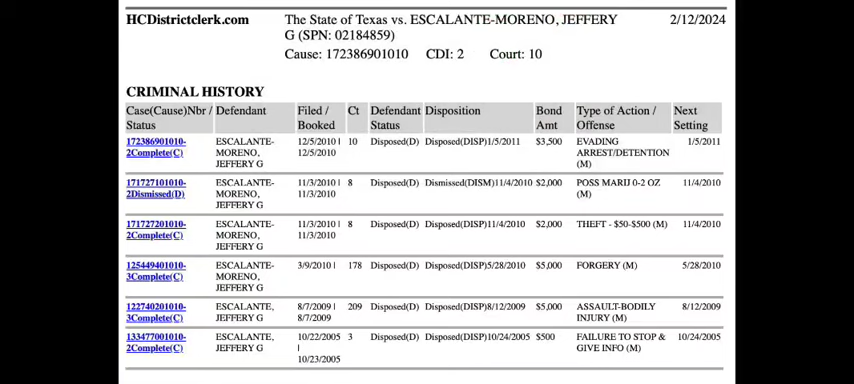 HCDistrictclerk.com The State of Texas vs. ESCALANTE-MORENO, JEFFERY 2/12/2024
G (SPN: 02184859)
Cause: 172386901010 CDI: 2 Court: 10
CRIMINAL HISTORY
Case(Cause)Nbr / Defendant Filed / Ct Defendant Disposition Bond Type of Action / Next
Status Booked Status Amt Offense Setting
172386901010- ESCALANTE- 12/5/2010 | 10 Disposed(D) Disposed(DISP)1/5/2011 $3,500 EVADING 1/5/2011
2Complete(C) MORENO, 12/5/2010 ARREST/DETENTION
JEFFERY G (M)
171727101010- ESCALANTE- 11/3/2010 | 8 Disposed(D) Dismissed(DISM)11/4/2010 $2,000 POSS MARIJ 0-2 OZ 11/4/2010
2Dismissed(D) MORENO, 11/3/2010 (M)
JEFFERY G
171727201010- ESCALANTE- 11/3/2010 | 8 Disposed(D) Disposed(DISP)11/4/2010 $2,000 THEFT - $50-$500 (M) 11/4/2010
2Complete(C) MORENO, 11/3/2010
JEFFERY G
125449401010- ESCALANTE- 3/9/2010 | 178 Disposed(D) Disposed(DISP)5/28/2010 $5,000 FORGERY (M) 5/28/2010
3Complete(C) MORENO,
JEFFERY G
122740201010- ESCALANTE, 8/7/2009 | 209 Disposed(D) Disposed(DISP)8/12/2009 $5,000 ASSAULT-BODILY 8/12/2009
3Complete(C) JEFFERY G 8/7/2009 INJURY (M)
133477001010- ESCALANTE, 10/22/2005 3 Disposed(D) Disposed(DISP)10/24/2005 $500 FAILURE TO STOP & 10/24/2005
2Complete(C) JEFFERY G | GIVE INFO (M)
10/23/2005